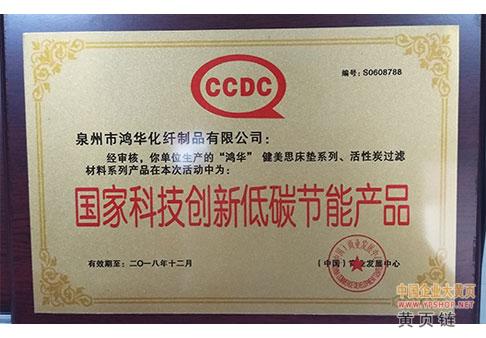 CCDC
编号：S0608788
泉州市鸿华化纤制品有限公司：
经审核，你单位生产的“鸿华” 健美思床垫系列、活性炭过滤
材料系列产品在本次活动中为：
国家科技创新低碳节能产品
有效期至：二〇一八年十二月
（中国）商业发展中心
中国企业大黄页
www.YPSHOP.NET
黄页链